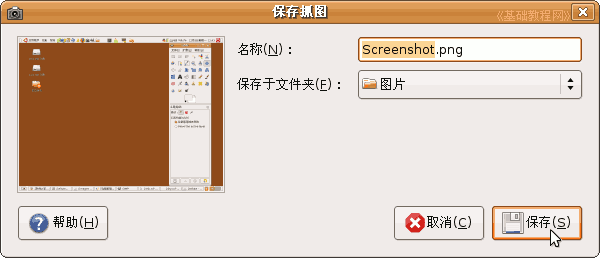 保存抓图
《基础教程网》
名称(N)：
Screenshot.png
保存于文件夹(F)：
图片
帮助(H)
取消(C)
保存(S)